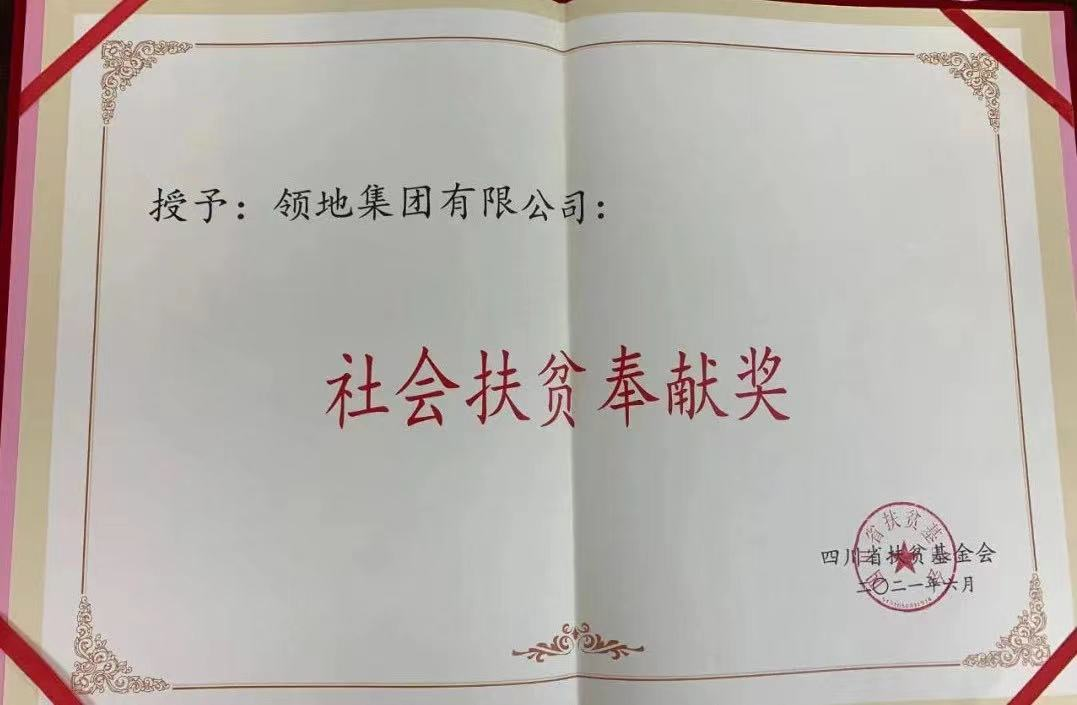 授予：领地集团有限公司：
社会扶贫奉献奖
四川省扶贫基金会
二〇二一年六月